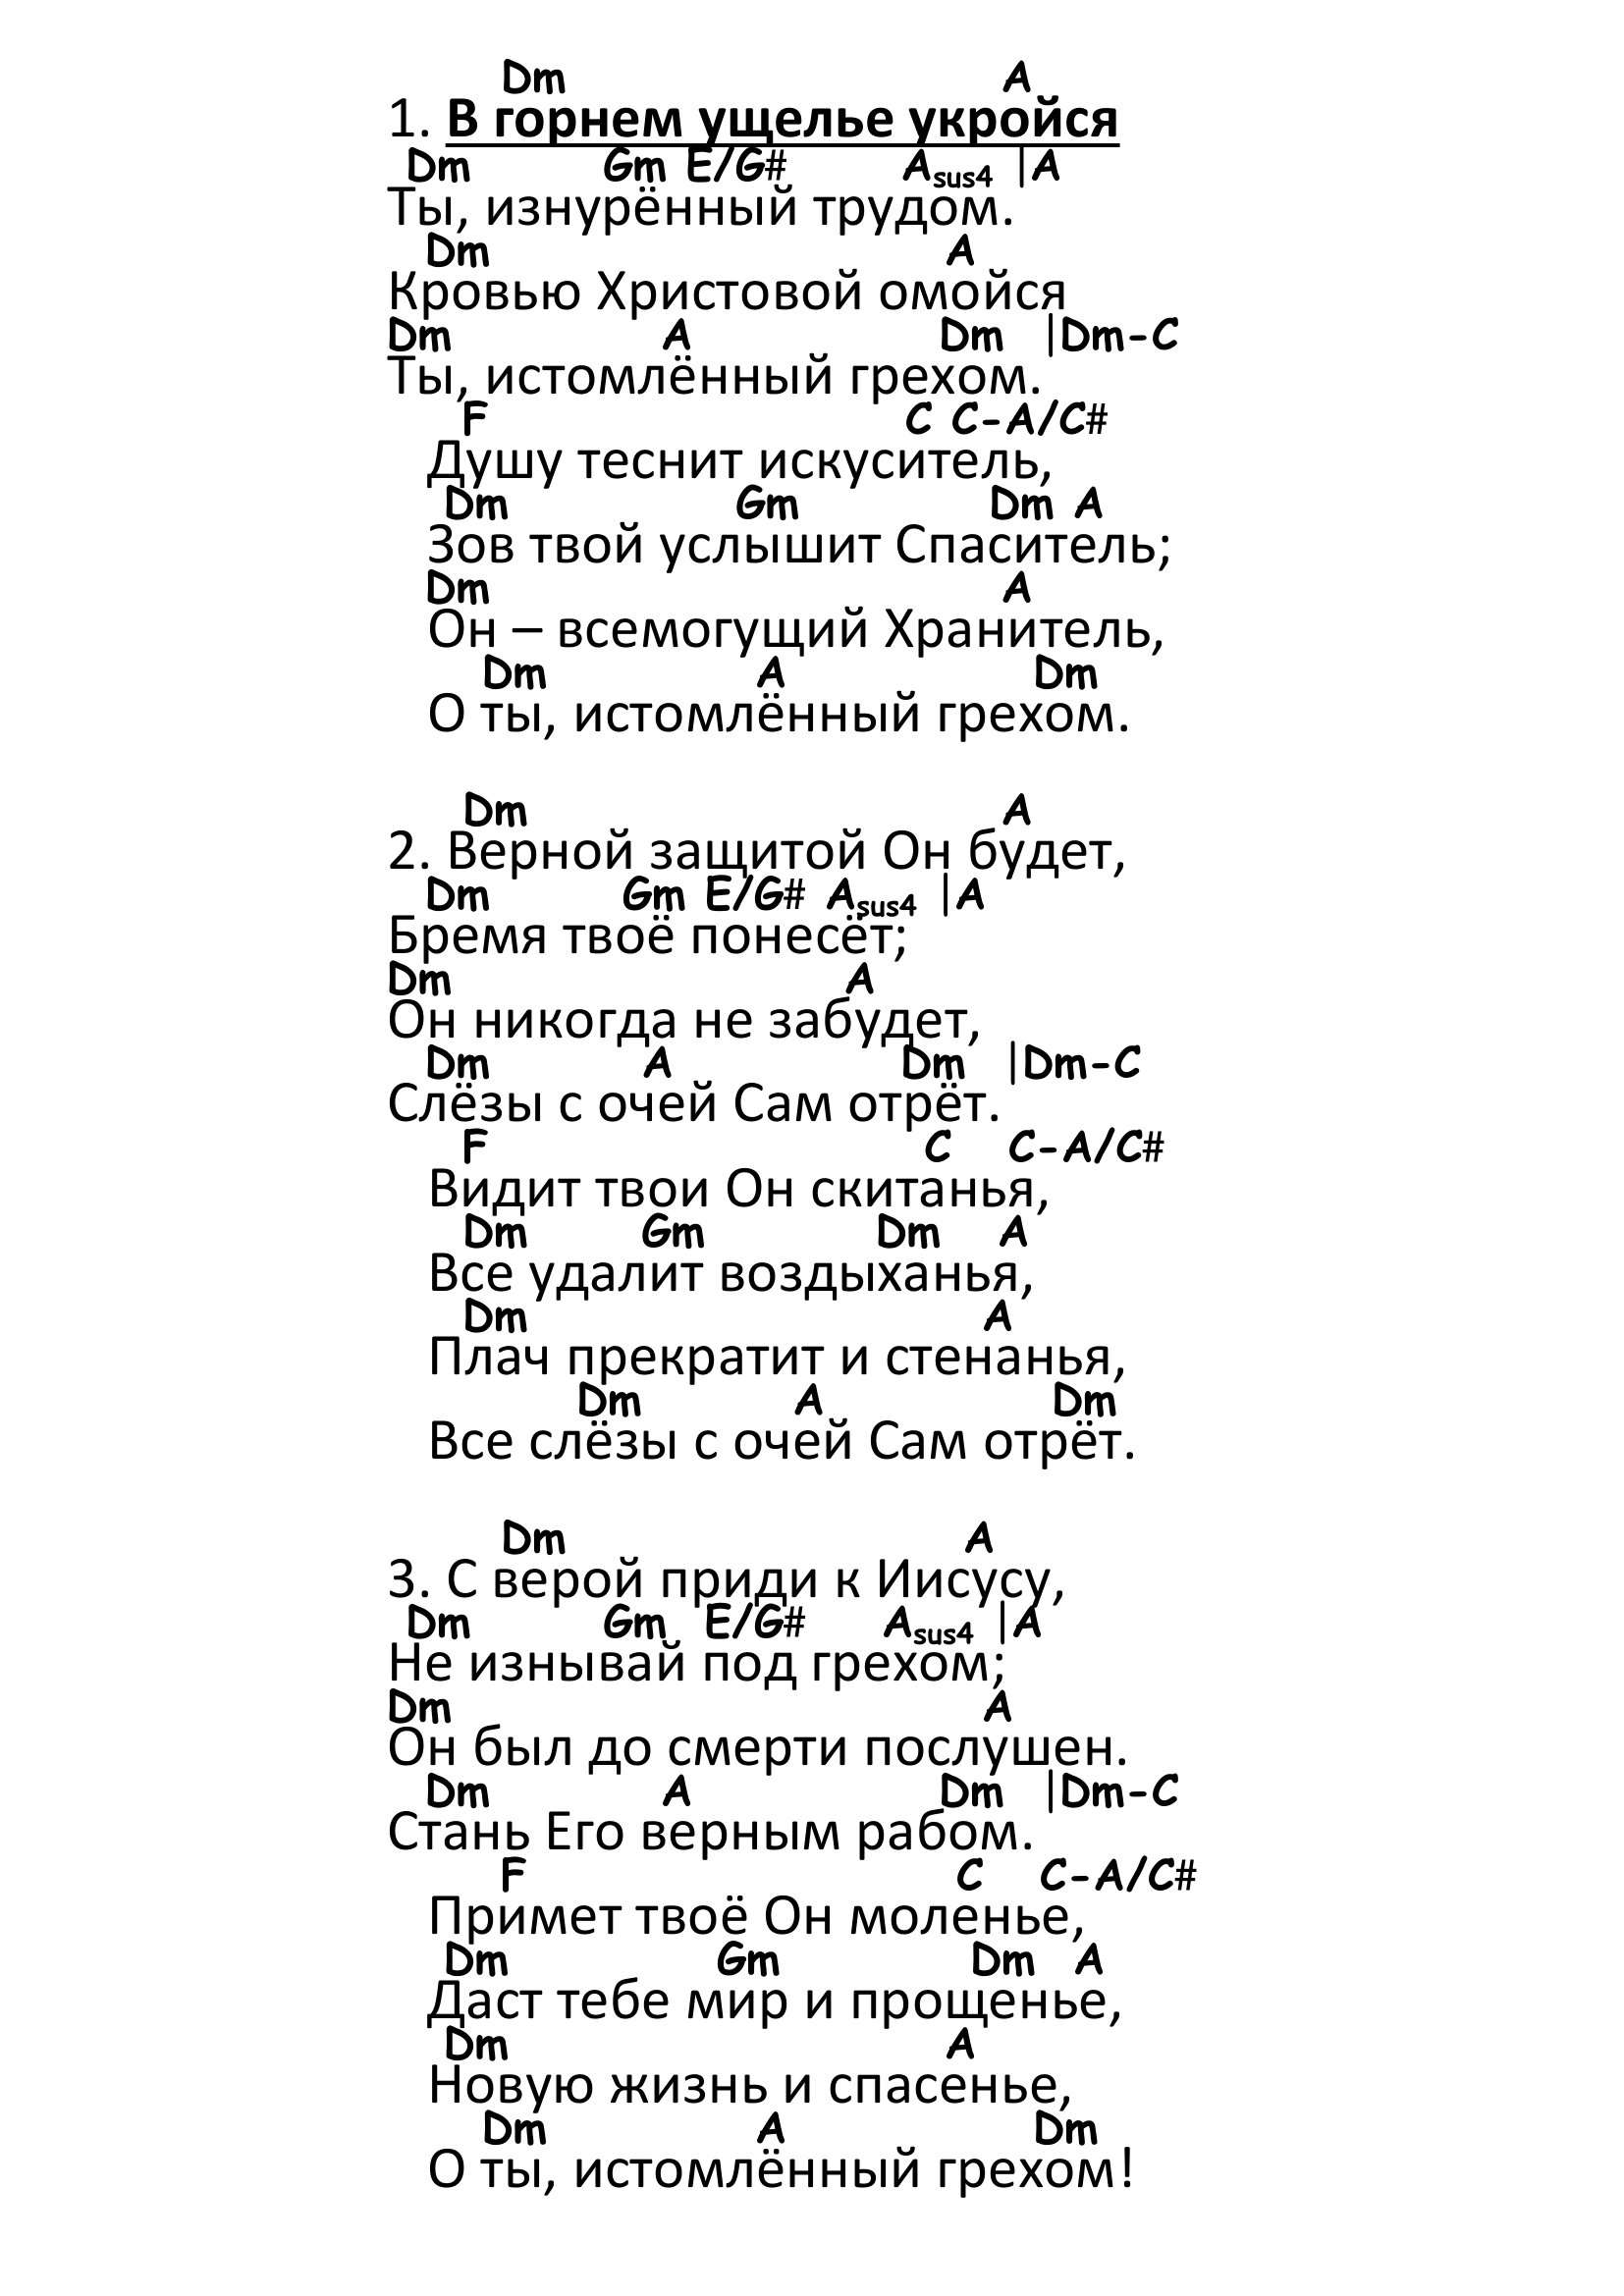 Dm A
1. В горнем ущелье укройся
Dm Gm E/G# Asus4 |A
Ты, изнурённый трудом.
Dm A
Кровью Христовой омойся
Dm A Dm |Dm-C
Ты, истомлённый грехом.
F C C-A/C#
Душу теснит искуситель,
Dm Gm Dm A
Зов твой услышит Спаситель;
Dm A
Он – всемогущий Хранитель,
Dm A Dm
О ты, истомлённый грехом.
Dm A
2. Верной защитой Он будет,
Dm Gm E/G# Asus4 |A
Бремя твоё понесёт;
Dm A
Он никогда не забудет,
Dm A Dm |Dm-C
Слёзы с очей Сам отрёт.
F C C-A/C#
Видит твои Он скитанья,
Dm Gm Dm A
Все удалит воздыханья,
Dm A
Плач прекратит и стенанья,
Dm A Dm
Все слёзы с очей Сам отрёт.
Dm A
3. С верой приди к Иисусу,
Dm Gm E/G# Asus4 |A
Не изнывай под грехом;
Dm A
Он был до смерти послушен.
Dm A Dm |Dm-C
Стань Его верным рабом.
F C C-A/C#
Примет твоё Он моленье,
Dm Gm Dm A
Даст тебе мир и прощенье,
Dm A
Новую жизнь и спасенье,
Dm A Dm
О ты, истомлённый грехом!